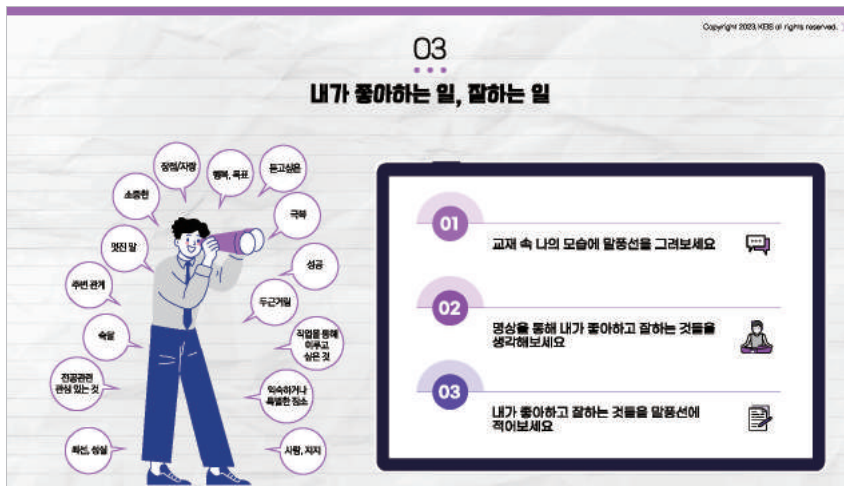 Copyright 2023. KEIS all rights reserved.
03
내가 좋아하는 일, 잘하는 일
장점/자랑
행복, 목표
듣고싶은
소중한
극복
멋진 말
성공
주변 관계
두근거림
숙달
직업을 통해
이루고
싶은 것
전공관련
관심 있는 것
익숙하거나
특별한 장소
최선, 성실
사람, 지지
01
교재 속 나의 모습에 말풍선을 그려보세요
02
명상을 통해 내가 좋아하고 잘하는 것들을
생각해보세요
03
내가 좋아하고 잘하는 것들을 말풍선에
적어보세요